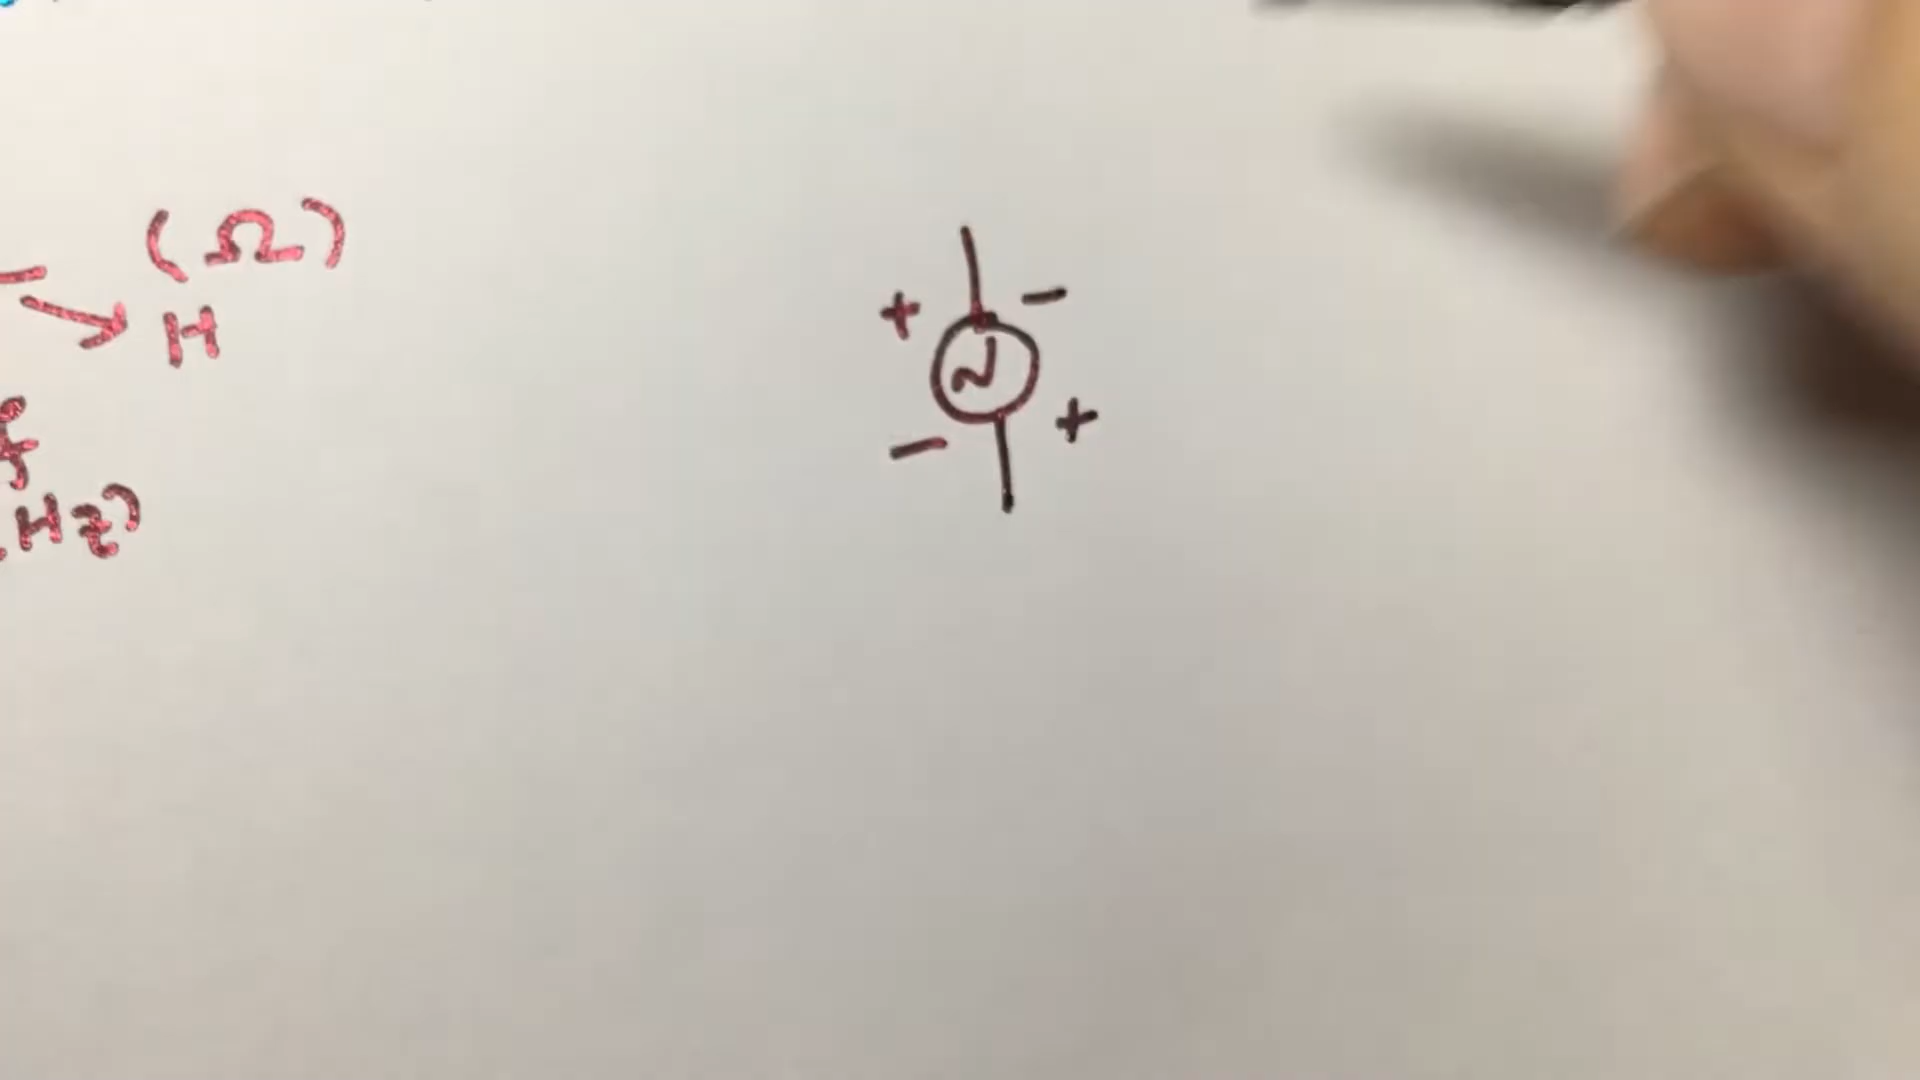 (Ω)
→ H
f
Hz)
+ -
~
- +